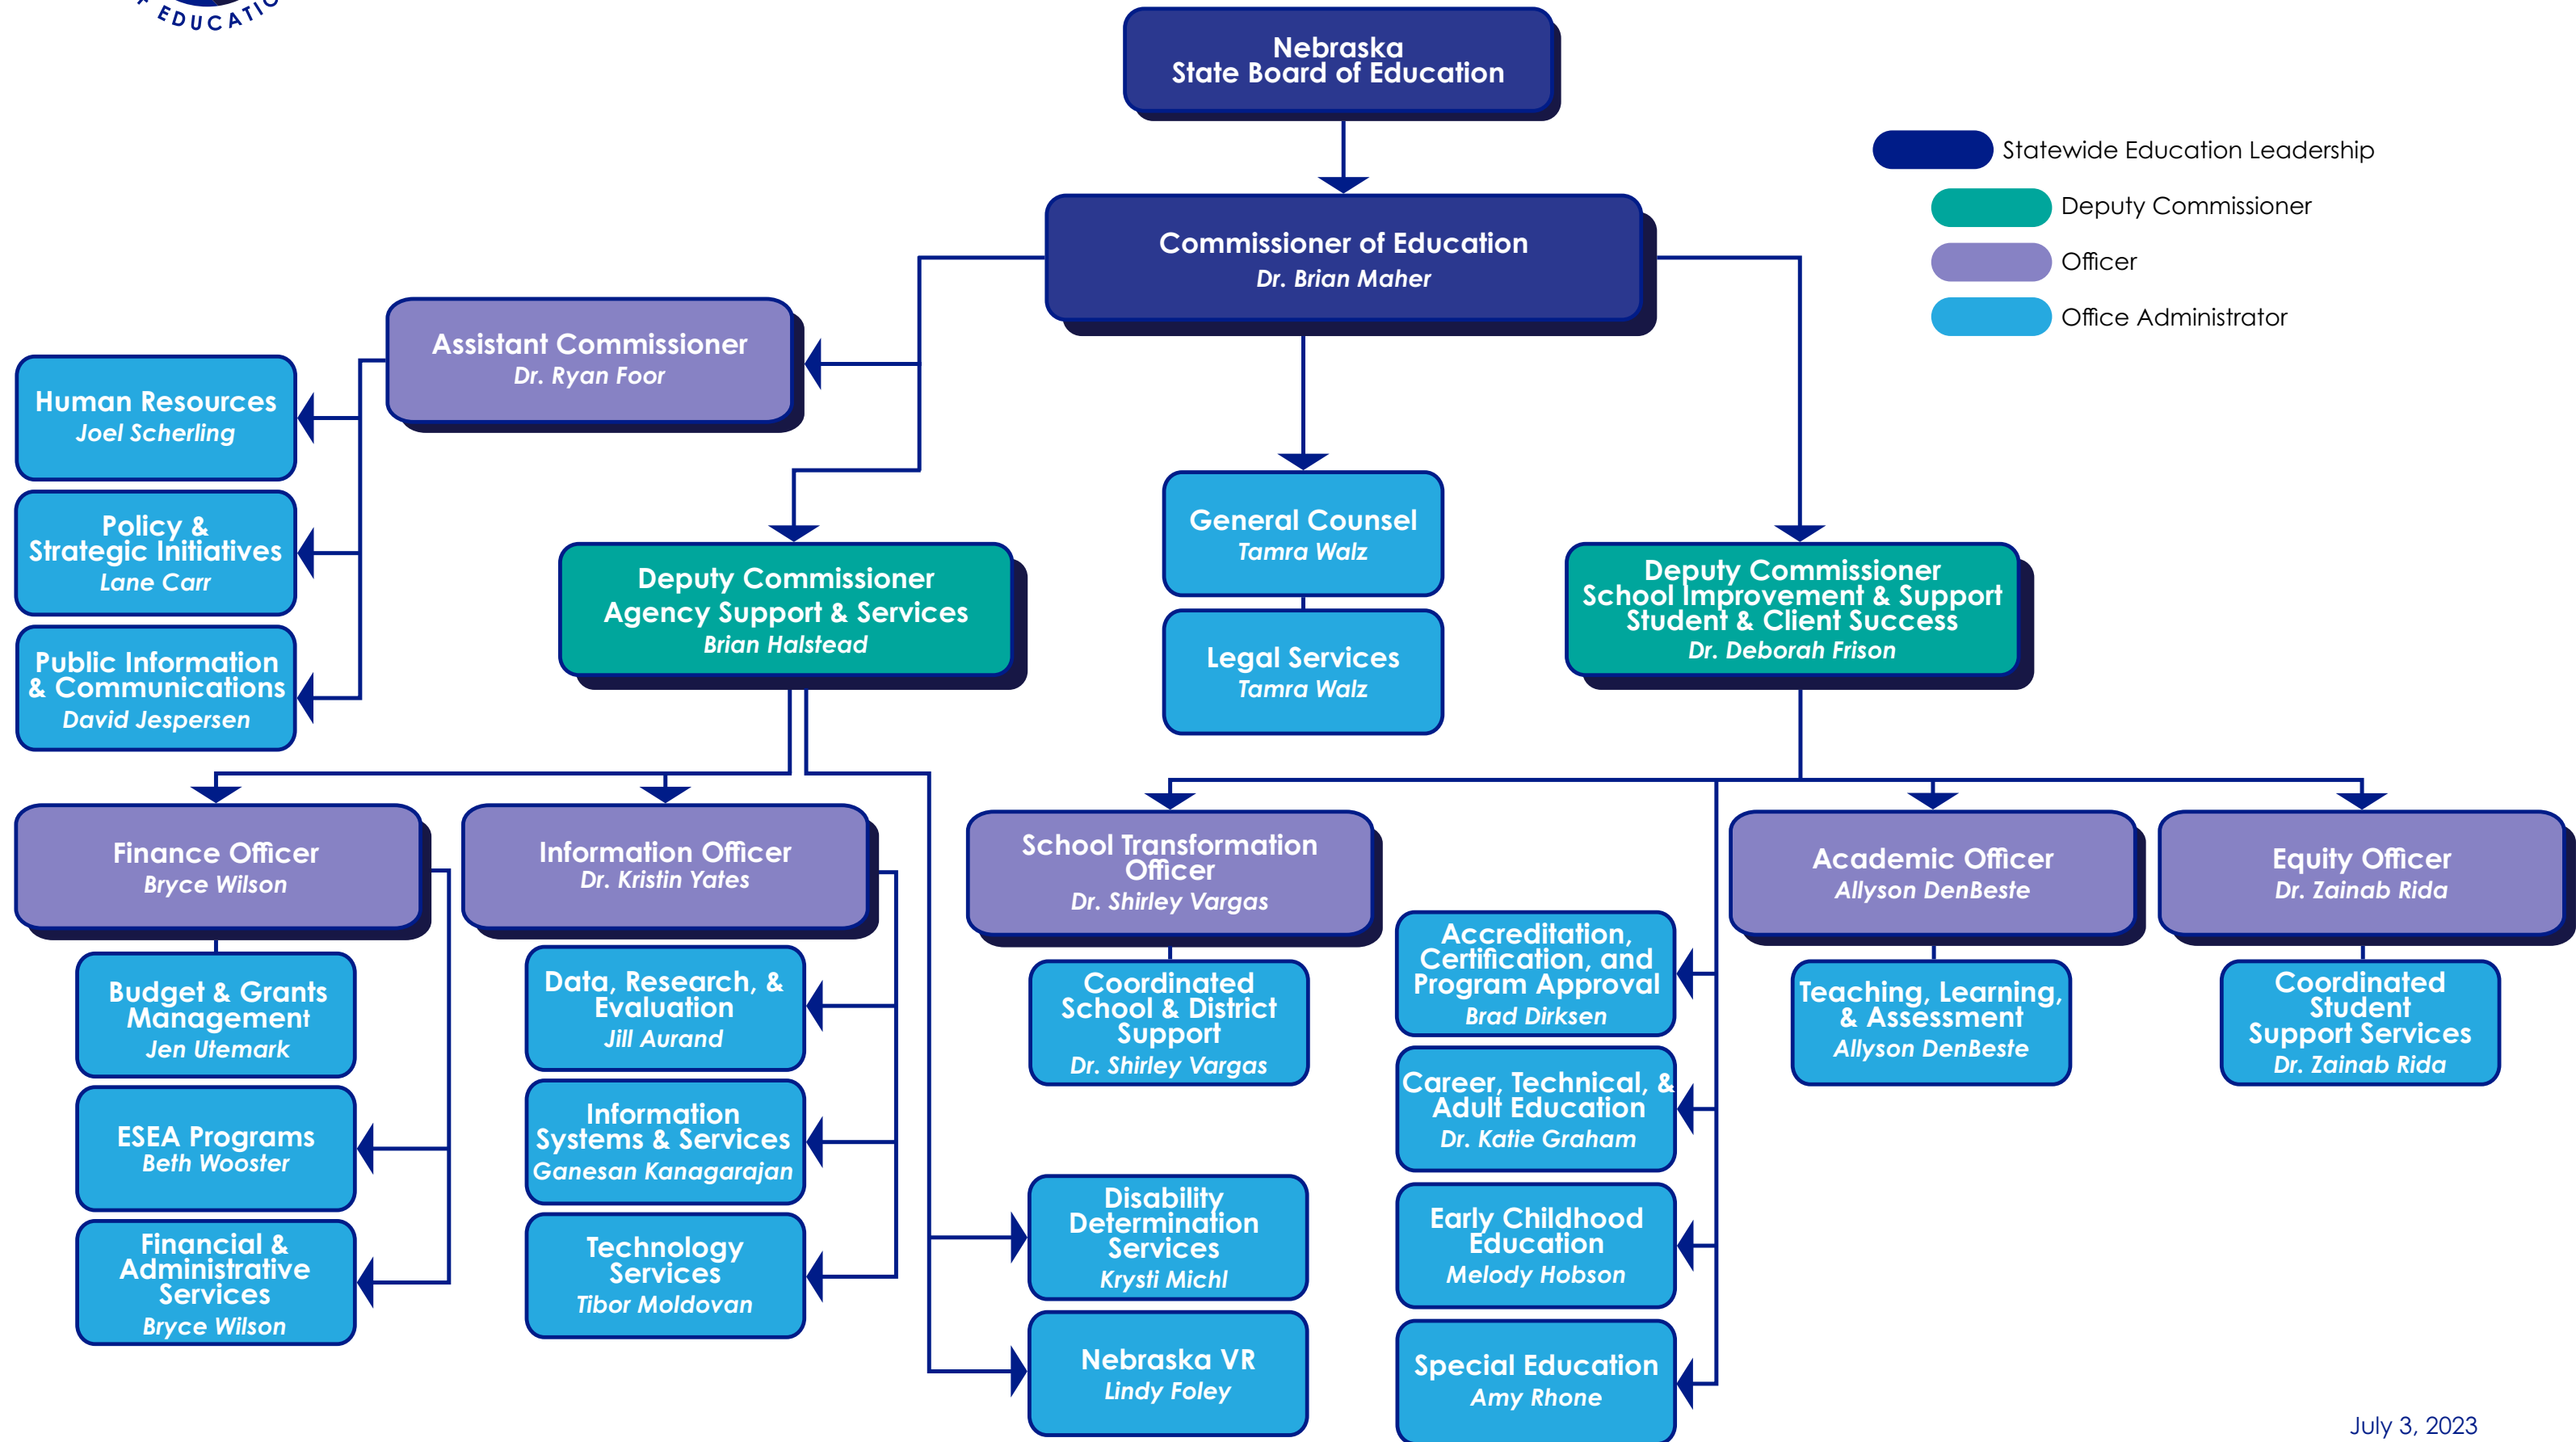 EDUCATIO
Nebraska
State Board of Education
Statewide Education Leadership
Deputy Commissioner
Officer
Office Administrator
Commissioner of Education
Dr. Brian Maher
Assistant Commissioner
Dr. Ryan Foor
Human Resources
Joel Scherling
Policy &
Strategic Initiatives
Lane Carr
Public Information
& Communications
David Jespersen
Deputy Commissioner
Agency Support & Services
Brian Halstead
General Counsel
Tamra Walz
Legal Services
Tamra Walz
Deputy Commissioner
School Improvement & Support
Student & Client Success
Dr. Deborah Frison
Finance Officer
Bryce Wilson
Budget & Grants
Management
Jen Utemark
ESEA Programs
Beth Wooster
Financial &
Administrative
Services
Bryce Wilson
Information Officer
Dr. Kristin Yates
Data, Research, &
Evaluation
Jill Aurand
Information
Systems & Services
Ganesan Kanagarajan
Technology
Services
Tibor Moldovan
School Transformation
Officer
Dr. Shirley Vargas
Coordinated
School & District
Support
Dr. Shirley Vargas
Disability
Determination
Services
Krysti Michl
Nebraska VR
Lindy Foley
Accreditation,
Certification, and
Program Approval
Brad Dirksen
Career, Technical, &
Adult Education
Dr. Katie Graham
Early Childhood
Education
Melody Hobson
Special Education
Amy Rhone
Academic Officer
Allyson DenBeste
Teaching, Learning,
& Assessment
Allyson DenBeste
Equity Officer
Dr. Zainab Rida
Coordinated
Student
Support Services
Dr. Zainab Rida
July 3, 2023